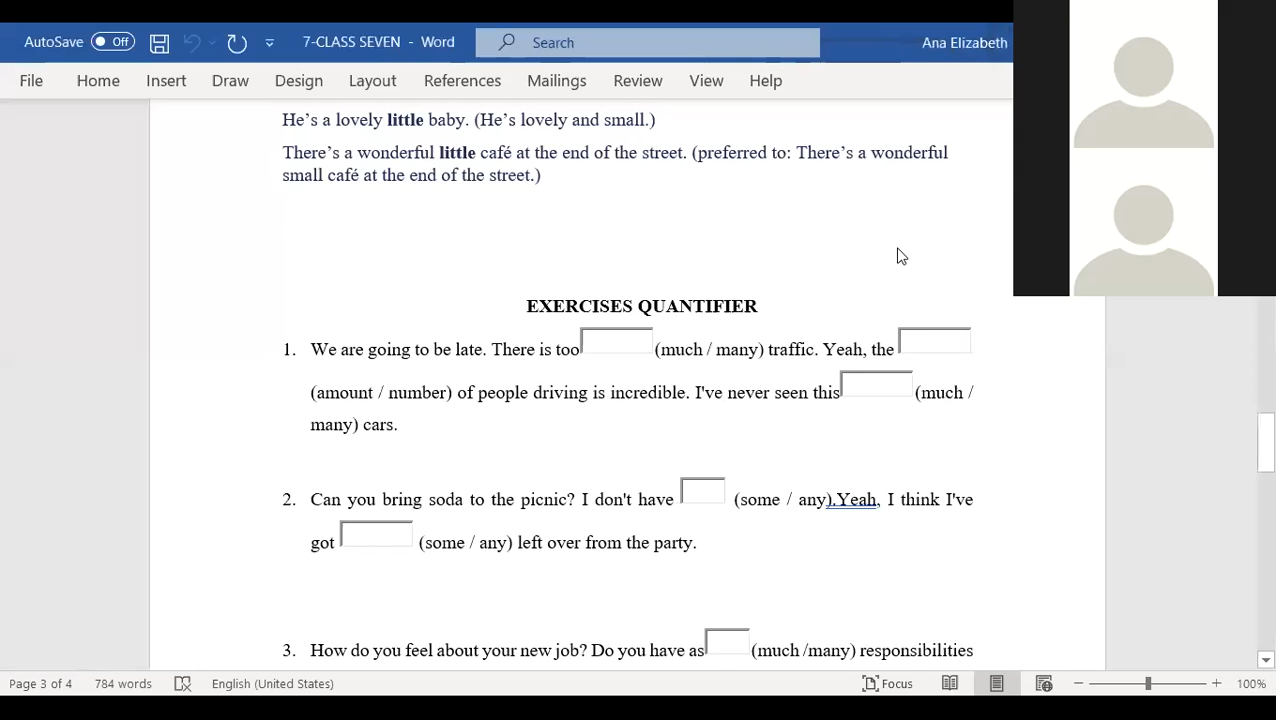 AutoSave Off 7-CLASS SEVEN - Word Search Ana Elizabeth
File Home Insert Draw Design Layout References Mailings Review View Help
He's a lovely little baby. (He's lovely and small.)
There's a wonderful little café at the end of the street. (preferred to: There's a wonderful
small café at the end of the street.)
EXERCISES QUANTIFIER
1. We are going to be late. There is too (much / many) traffic. Yeah, the
(amount / number) of people driving is incredible. I've never seen this (much /
many) cars.
2. Can you bring soda to the picnic? I don't have (some / any).Yeah, I think I've
got (some / any) left over from the party.
3. How do you feel about your new job? Do you have as (much /many) responsibilities
Page 3 of 4 784 words English (United States) Focus 100%